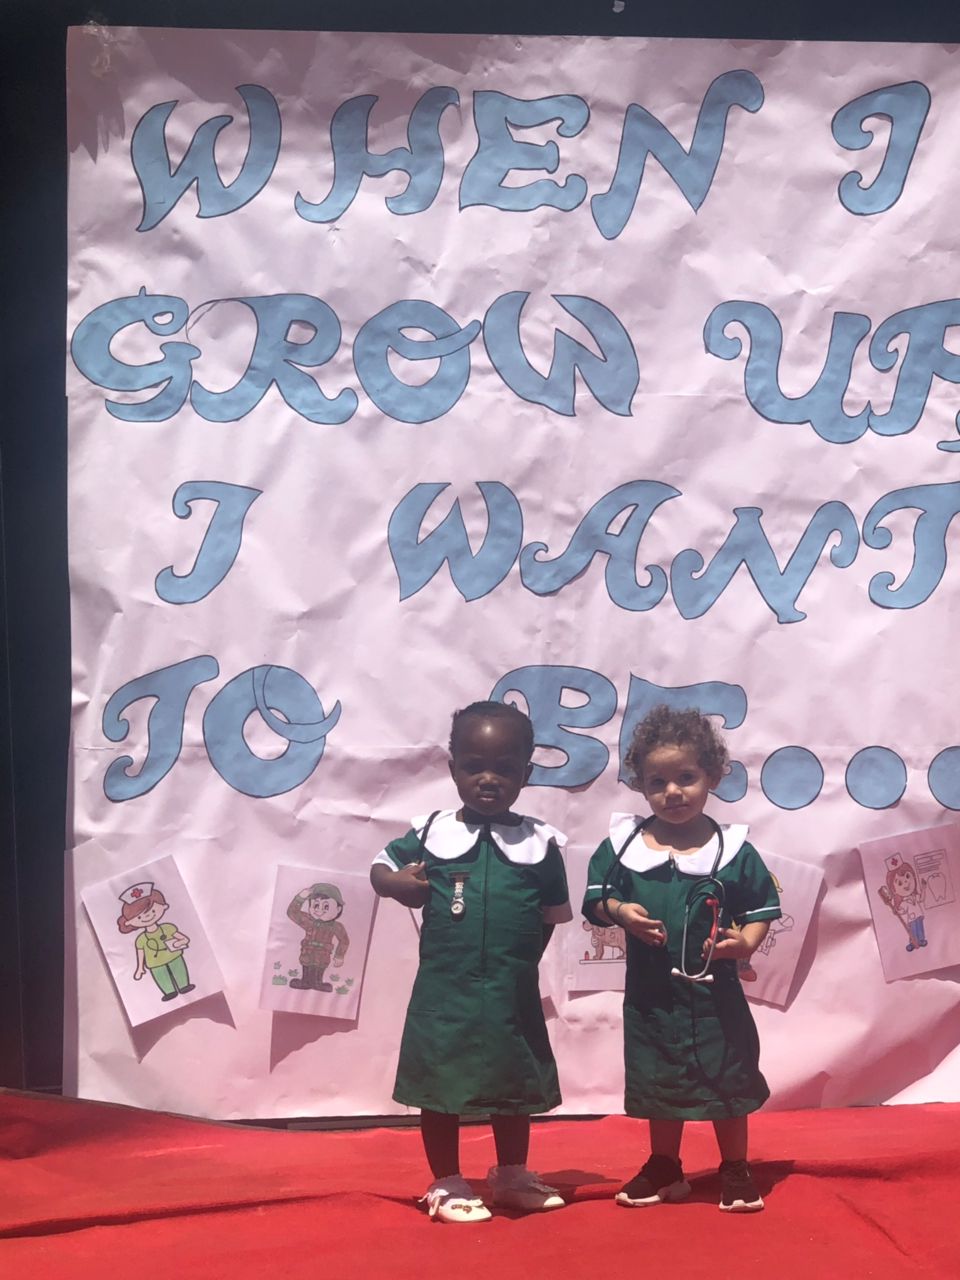 WHEN I
GROW UP,
I WANT
TO BE....